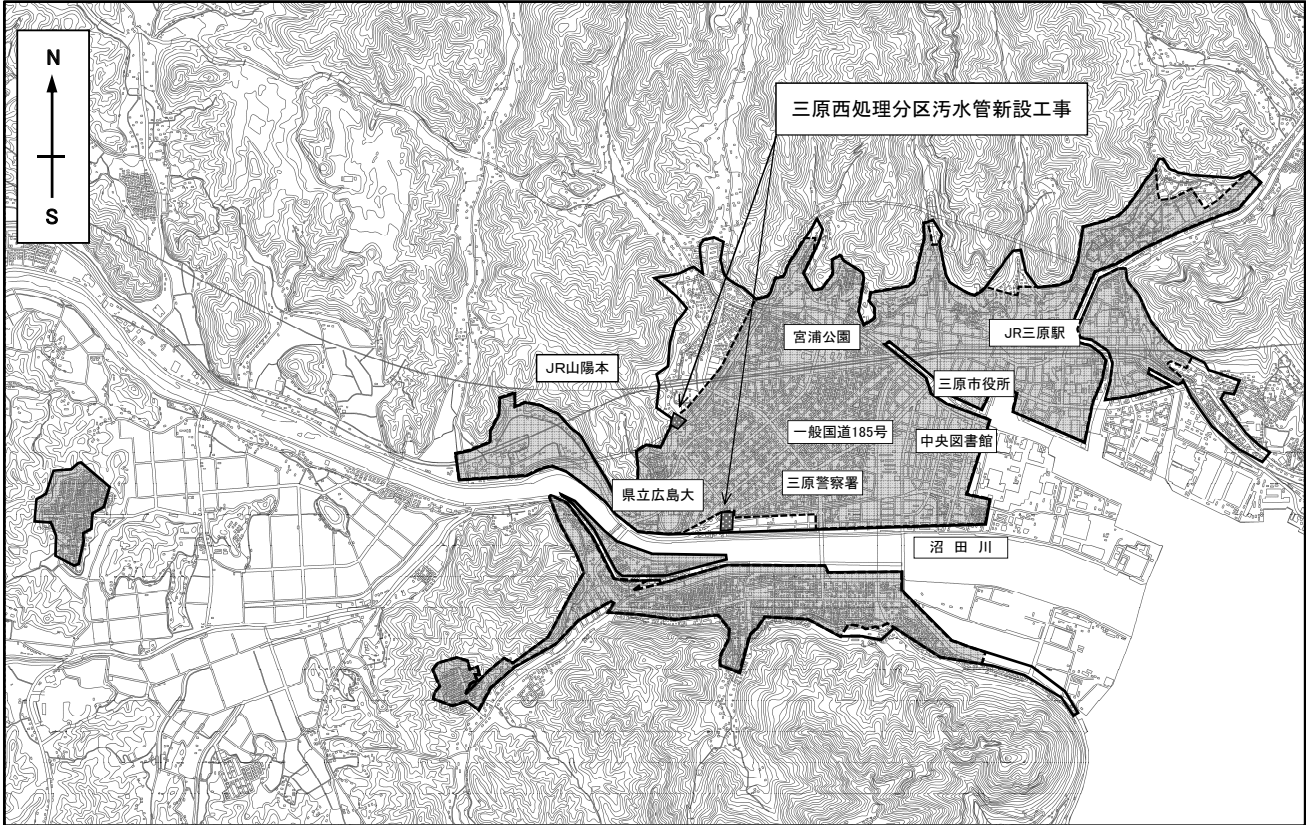 N
S
三原西処理分区汚水管新設工事
宮浦公園
JR三原駅
JR山陽本
三原市役所
一般国道185号
中央図書館
県立広島大
三原警察署
沼田川